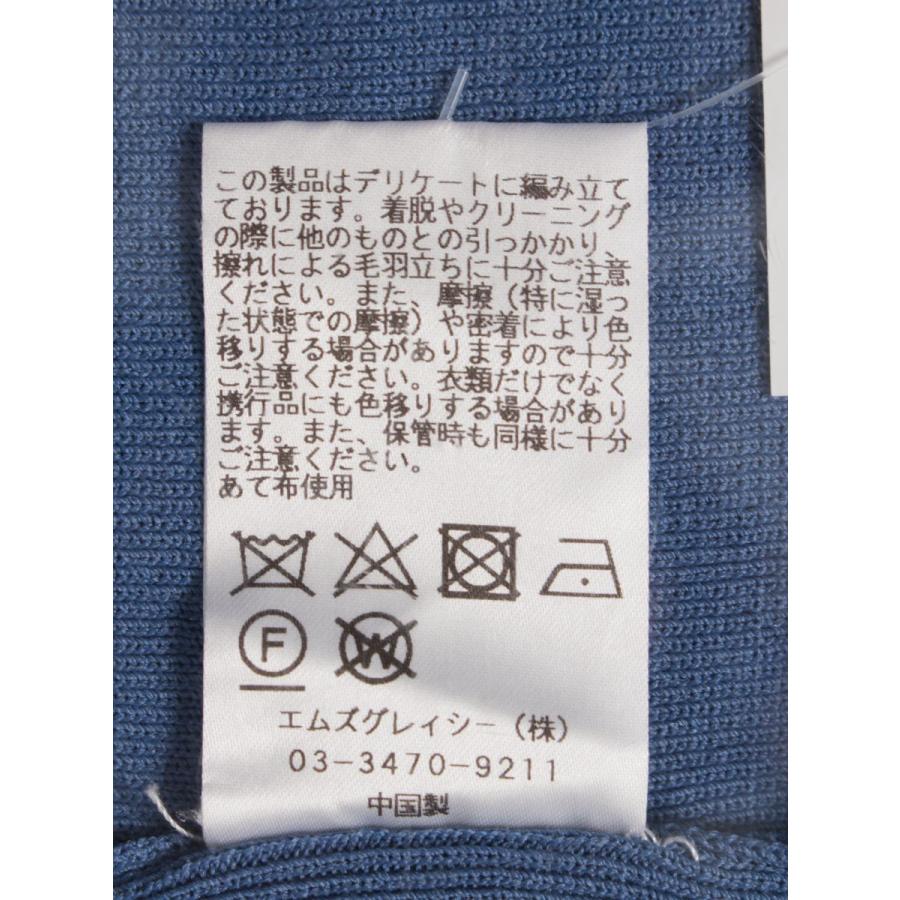 この製品はデリケートに編み立て
ております。着脱やクリーニング
の際に他のものとの引っかかり、
擦れによる毛羽立ちに十分ご注意
ください。また、摩擦(特に湿っ
た状態での摩擦)や密着により色
移りする場合がありますので十分
ご注意ください。衣類だけでなく
携行品にも色移りする場合があり
ます。また、保管時も同様に十分
ご注意ください。
あて布使用
F W
エムズグレイシー(株)
03-3470-9211
中国製